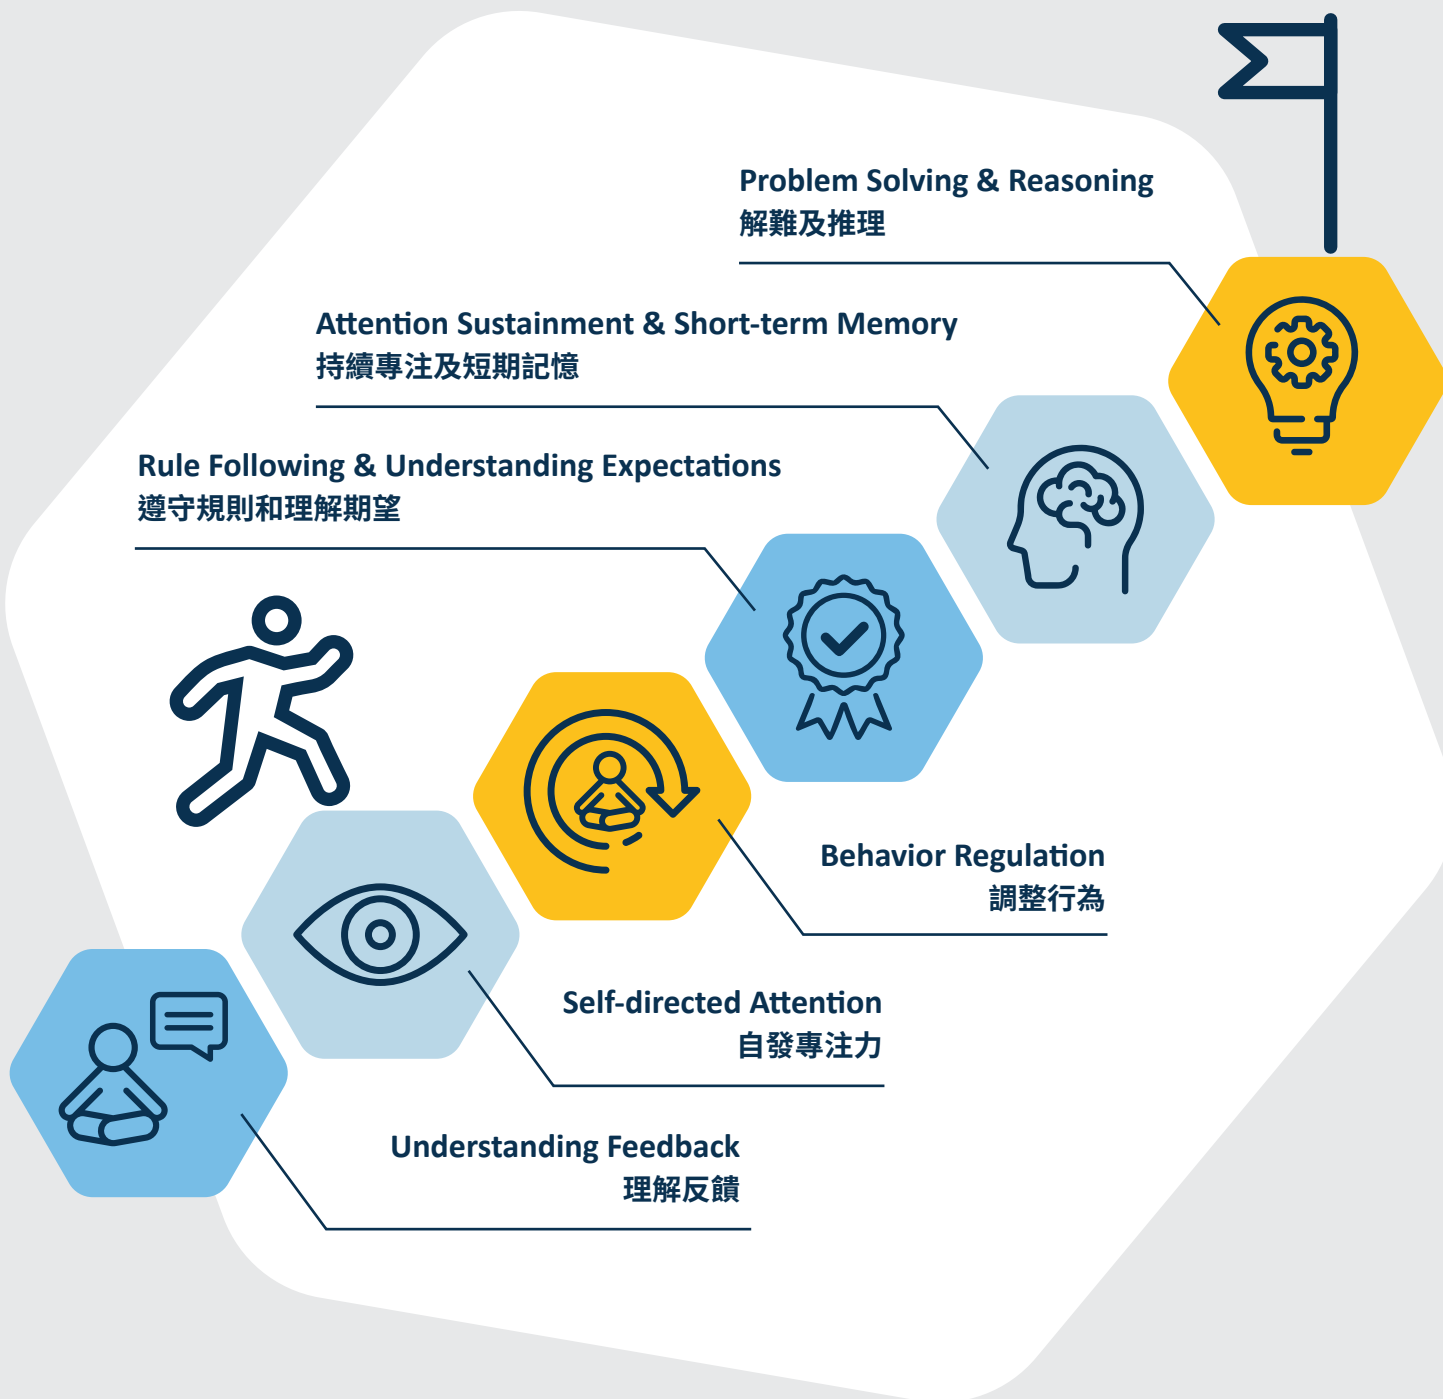 Problem Solving & Reasoning
解難及推理
Attention Sustainment & Short-term Memory
持續專注及短期記憶
Rule Following & Understanding Expectations
遵守規則和理解期望
Behavior Regulation
調整行為
Self-directed Attention
自發專注力
Understanding Feedback
理解反饋